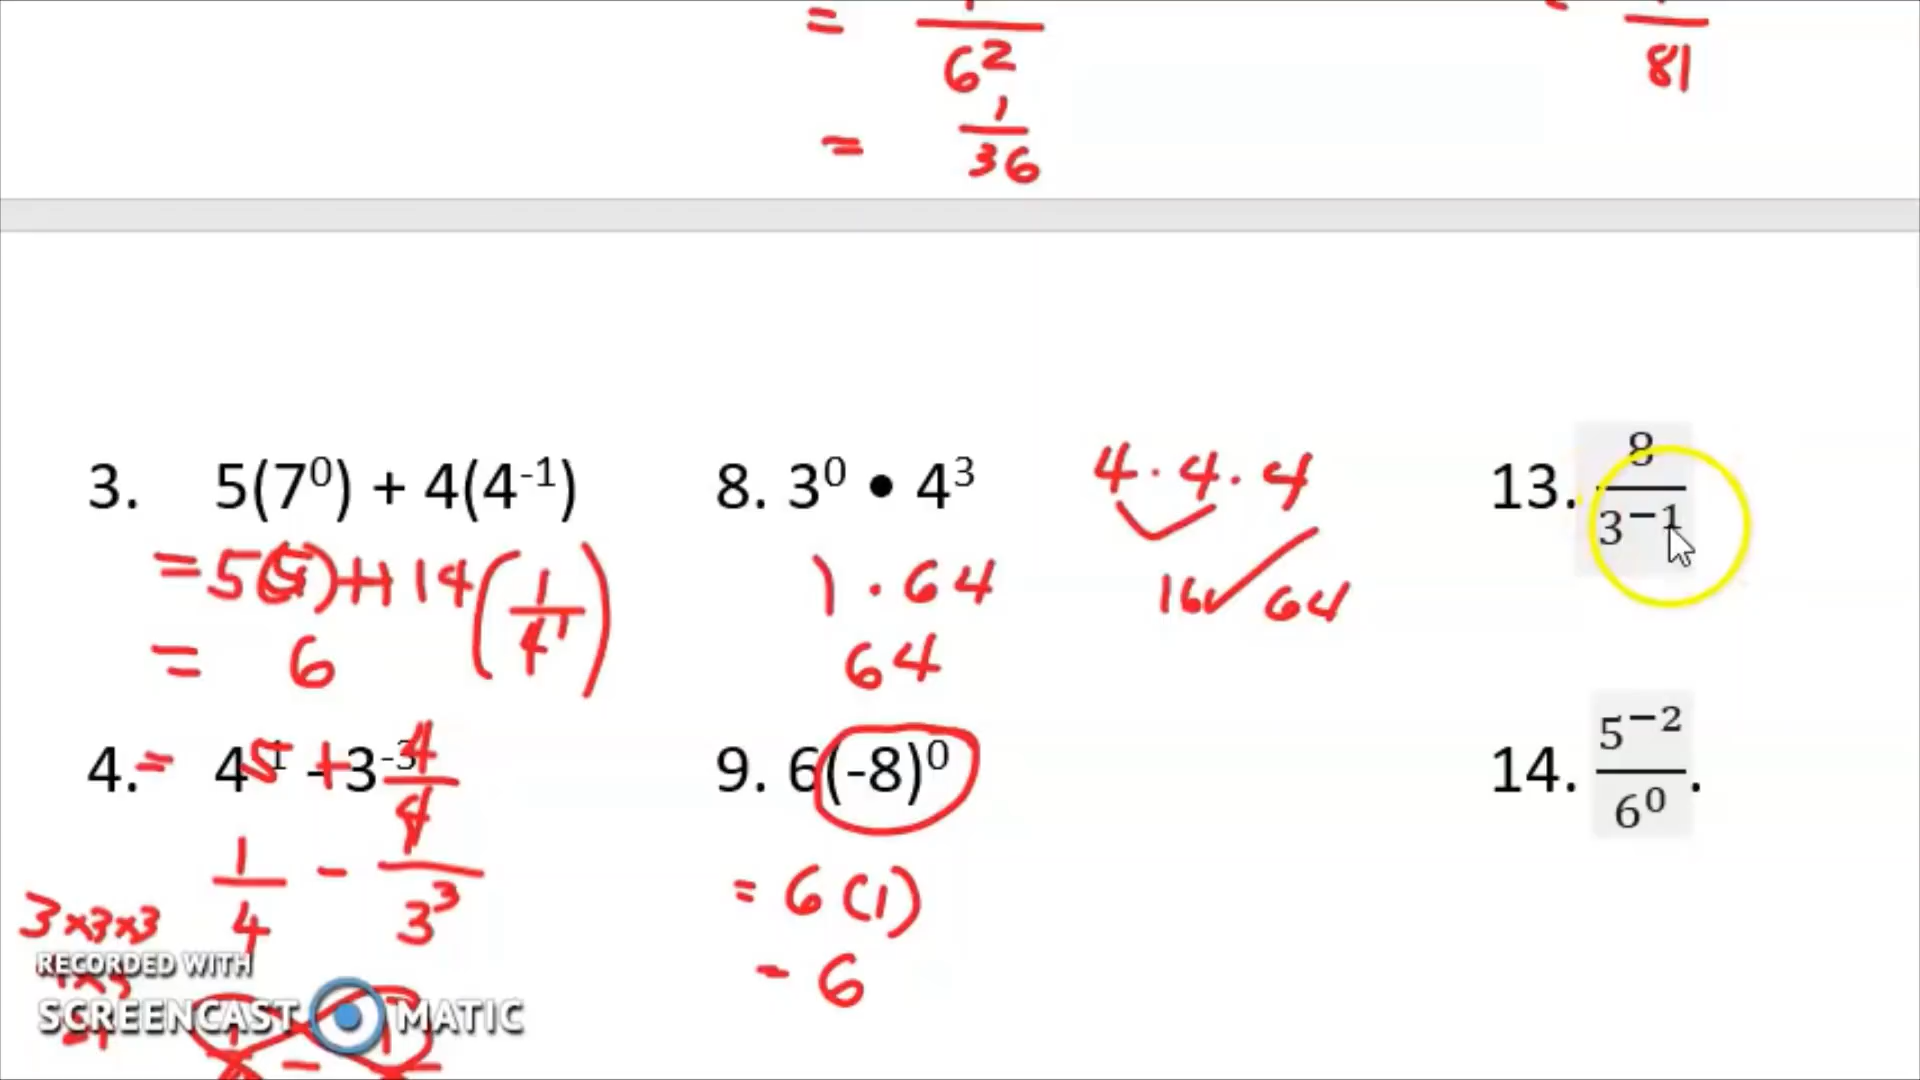 = 1/6²
= 1/36
= 1/81
3. 5(7⁰) + 4(4⁻¹)
= 5(1) + 4(1/4¹)
= 6
8. 3⁰ • 4³
1 · 64
64
4 · 4 · 4
16 64
13. 8/3⁻¹
4. 4⁻¹ - 3⁻³
= 5 + 4/4
1/4 - 1/3³
3×3×3
9. 6(-8)⁰
= 6(1)
- 6
14. 5⁻²/6⁰.
RECORDED WITH
SCREENCAST MATIC